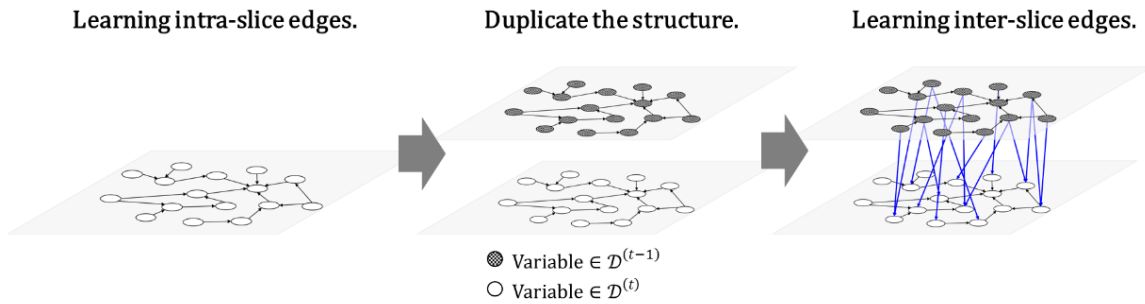 Learning intra-slice edges.
Duplicate the structure.
Learning inter-slice edges.
Variable ∈ 𝒟^(t−1)
Variable ∈ 𝒟^(t)